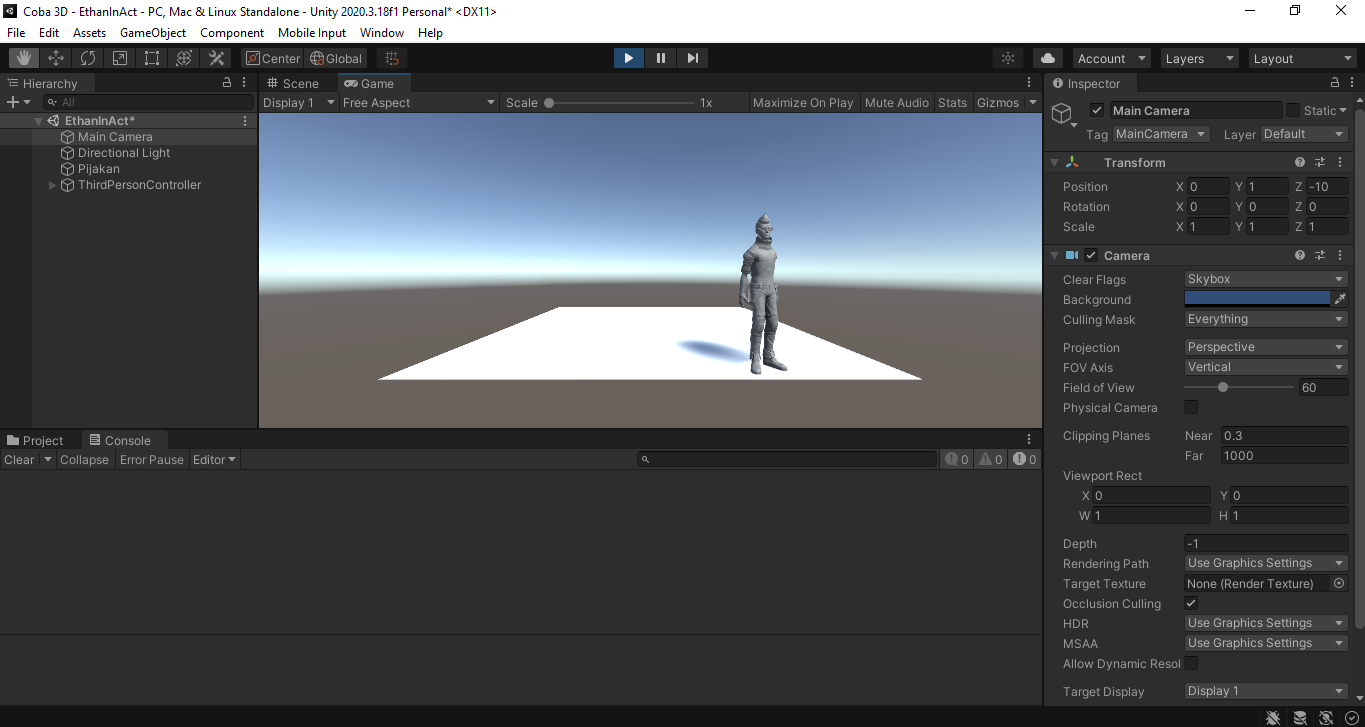 Coba 3D - EthanInAct - PC, Mac & Linux Standalone - Unity 2020.3.18f1 Personal* <DX11>
File Edit Assets GameObject Component Mobile Input Window Help
Center Global Account Layers Layout
Hierarchy
All
EthanInAct*
Main Camera
Directional Light
Pijakan
ThirdPersonController
Scene Game
Display 1 Free Aspect Scale 1x Maximize On Play Mute Audio Stats Gizmos
Project Console
Clear Collapse Error Pause Editor 0 0 0
Inspector
Main Camera Static
Tag MainCamera Layer Default
Transform
Position X 0 Y 1 Z -10
Rotation X 0 Y 0 Z 0
Scale X 1 Y 1 Z 1
Camera
Clear Flags Skybox
Background
Culling Mask Everything
Projection Perspective
FOV Axis Vertical
Field of View 60
Physical Camera
Clipping Planes Near 0.3
Far 1000
Viewport Rect
X 0 Y 0
W 1 H 1
Depth -1
Rendering Path Use Graphics Settings
Target Texture None (Render Texture)
Occlusion Culling
HDR Use Graphics Settings
MSAA Use Graphics Settings
Allow Dynamic Resol
Target Display Display 1